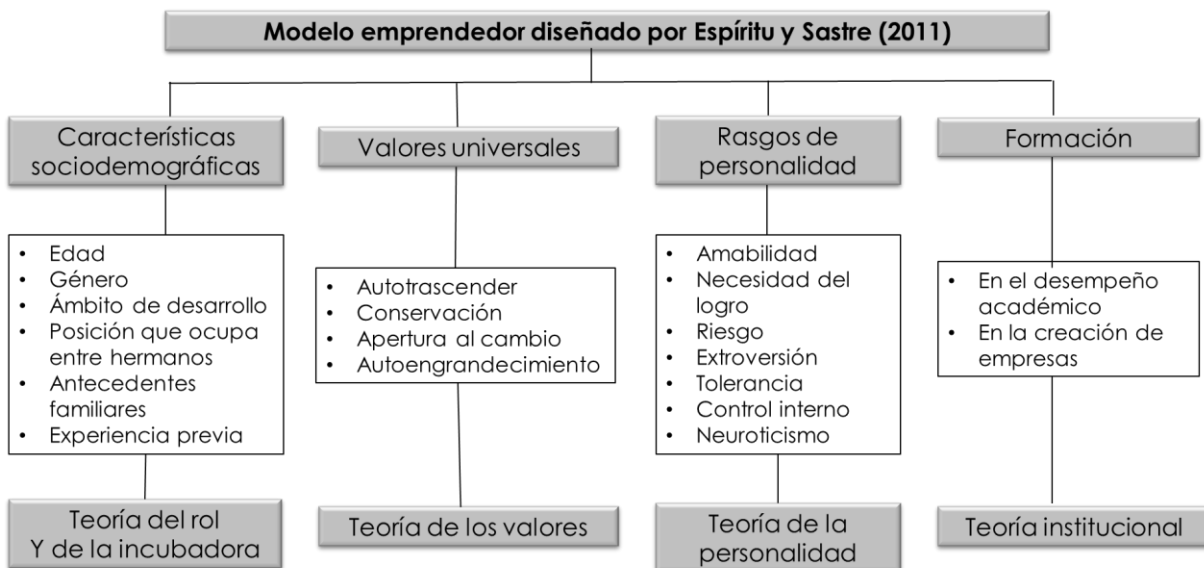 Modelo emprendedor diseñado por Espíritu y Sastre (2011)
Características
sociodemográficas
Valores universales
Rasgos de
personalidad
Formación
• Edad
• Género
• Ámbito de desarrollo
• Posición que ocupa
entre hermanos
• Antecedentes
familiares
• Experiencia previa
• Autotrascender
• Conservación
• Apertura al cambio
• Autoengrandecimiento
• Amabilidad
• Necesidad del
logro
• Riesgo
• Extroversión
• Tolerancia
• Control interno
• Neuroticismo
• En el desempeño
académico
• En la creación de
empresas
Teoría del rol
Y de la incubadora
Teoría de los valores
Teoría de la
personalidad
Teoría institucional